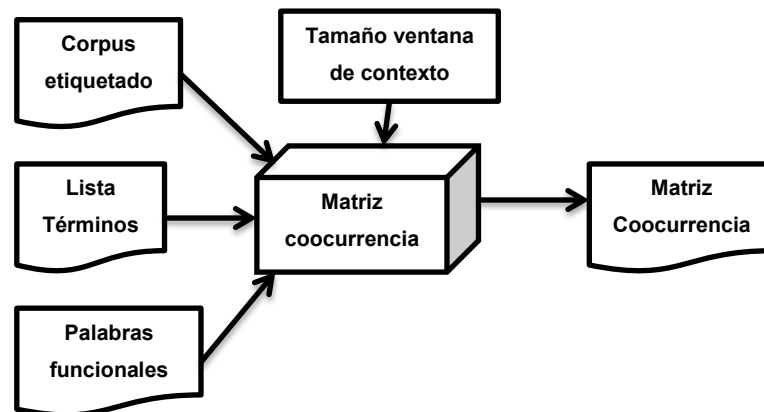 Corpus
etiquetado
Tamaño ventana
de contexto
Lista
Términos
Matriz
coocurrencia
Matriz
Coocurrencia
Palabras
funcionales